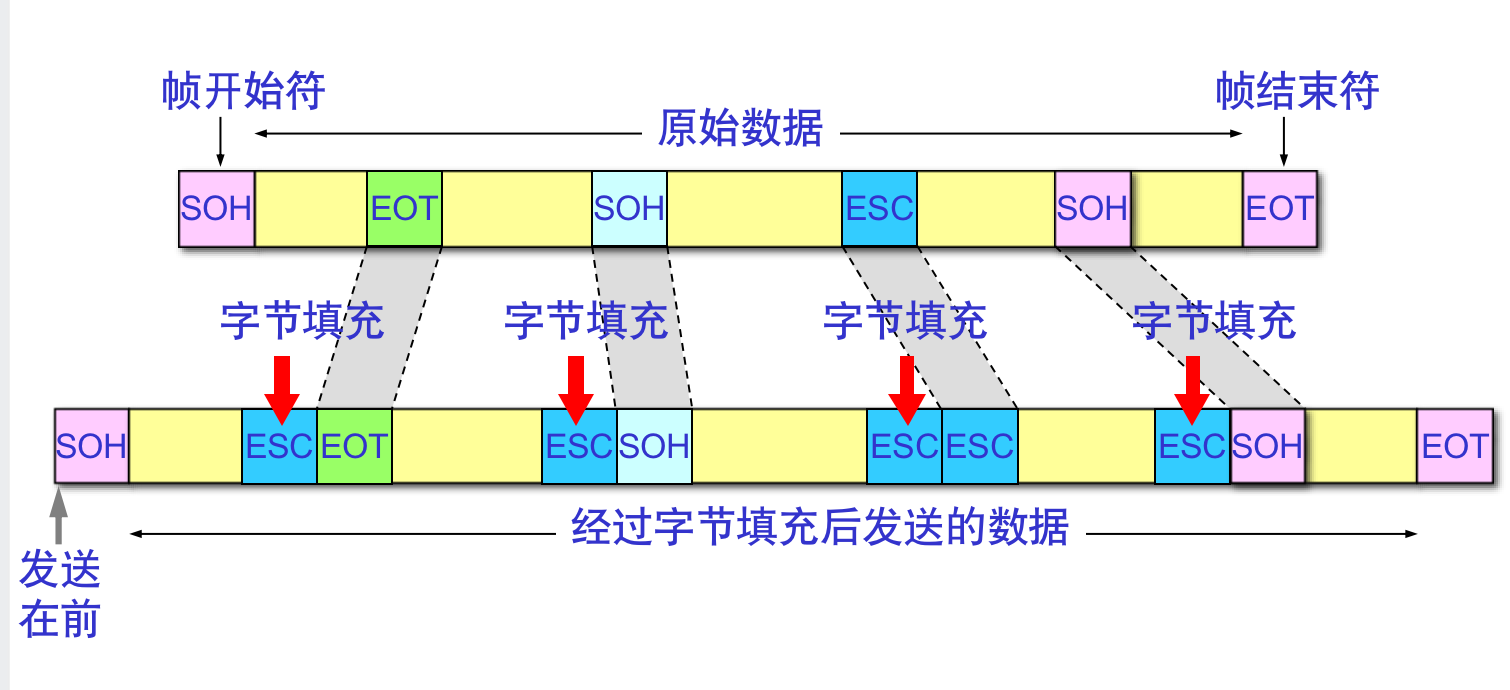 帧开始符
帧结束符
原始数据
SOH EOT SOH ESC SOH EOT
字节填充 字节填充 字节填充 字节填充
SOH ESC EOT ESC SOH ESC ESC ESC SOH EOT
经过字节填充后发送的数据
发送
在前